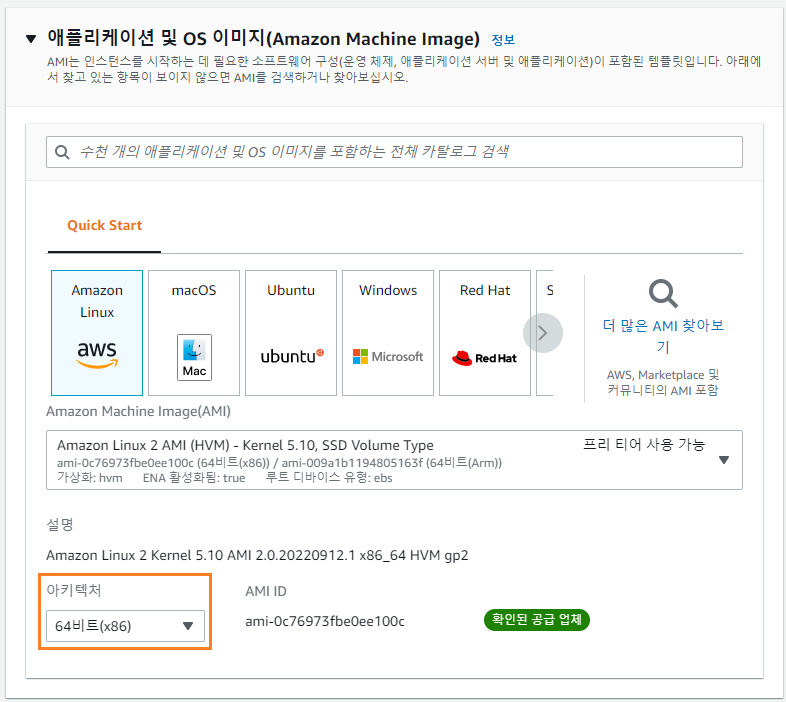 애플리케이션 및 OS 이미지(Amazon Machine Image) 정보
AMI는 인스턴스를 시작하는 데 필요한 소프트웨어 구성(운영 체제, 애플리케이션 서버 및 애플리케이션)이 포함된 템플릿입니다. 아래에
서 찾고 있는 항목이 보이지 않으면 AMI를 검색하거나 찾아보십시오.
수천 개의 애플리케이션 및 OS 이미지를 포함하는 전체 카탈로그 검색
Quick Start
Amazon
Linux
aws
macOS
Mac
Ubuntu
ubuntu
Windows
Microsoft
Red Hat
Red Hat
S
더 많은 AMI 찾아보
기
AWS, Marketplace 및
커뮤니티의 AMI 포함
Amazon Machine Image(AMI)
Amazon Linux 2 AMI (HVM) - Kernel 5.10, SSD Volume Type 프리 티어 사용 가능
ami-0c76973fbe0ee100c (64비트(x86)) / ami-009a1b1194805163f (64비트(Arm))
가상화: hvm ENA 활성화됨: true 루트 디바이스 유형: ebs
설명
Amazon Linux 2 Kernel 5.10 AMI 2.0.20220912.1 x86_64 HVM gp2
아키텍처
64비트(x86)
AMI ID
ami-0c76973fbe0ee100c
확인된 공급 업체